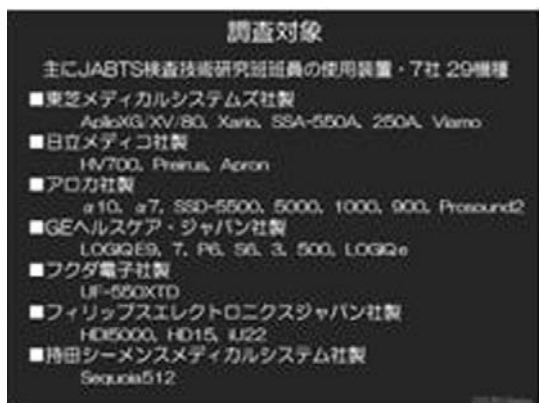 調査対象
主にJABTS検査技術研究班班員の使用装置・7社 29機種
■東芝メディカルシステムズ社製
AplioXG/XV/80、Xario、SSA-550A、250A、Viamo
■日立メディコ社製
HV700、Preirus、Apron
■アロカ社製
α10、α7、SSD-5500、5000、1000、900、Prosound2
■GEヘルスケア・ジャパン社製
LOGIQE9、7、P6、S6、3、500、LOGIQe
■フクダ電子社製
UF-550XTD
■フィリップスエレクトロニクスジャパン社製
HDI5000、HD15、iU22
■持田シーメンスメディカルシステム社製
Sequoia512